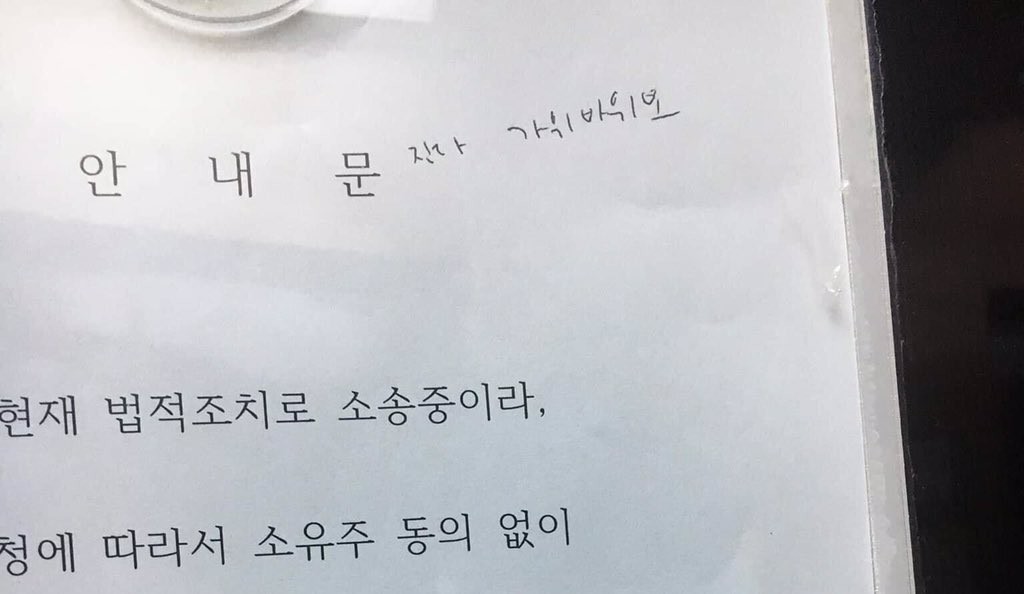 안 내 문 진다 가위바위보
현재 법적조치로 소송중이라,
청에 따라서 소유주 동의 없이